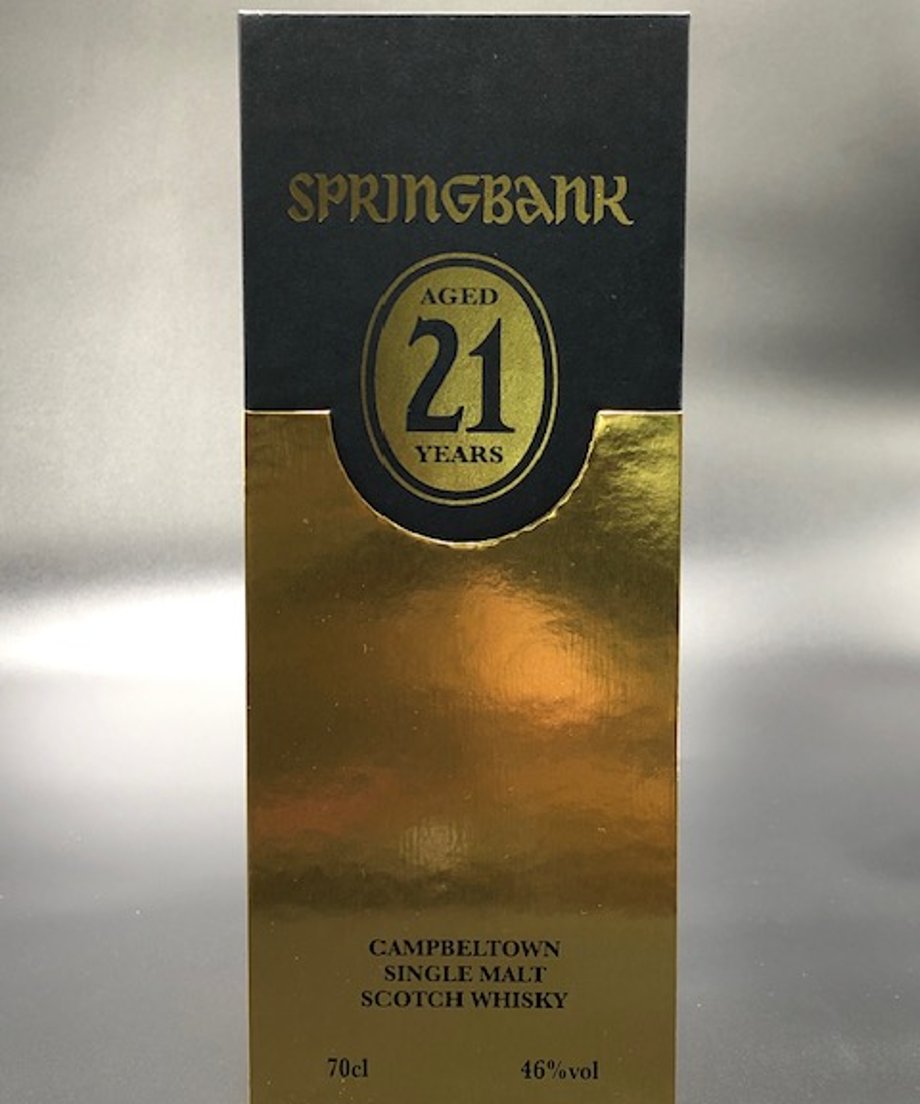 SPRINGBANK
AGED
21
YEARS
CAMPBELTOWN
SINGLE MALT
SCOTCH WHISKY
70cl 46%vol